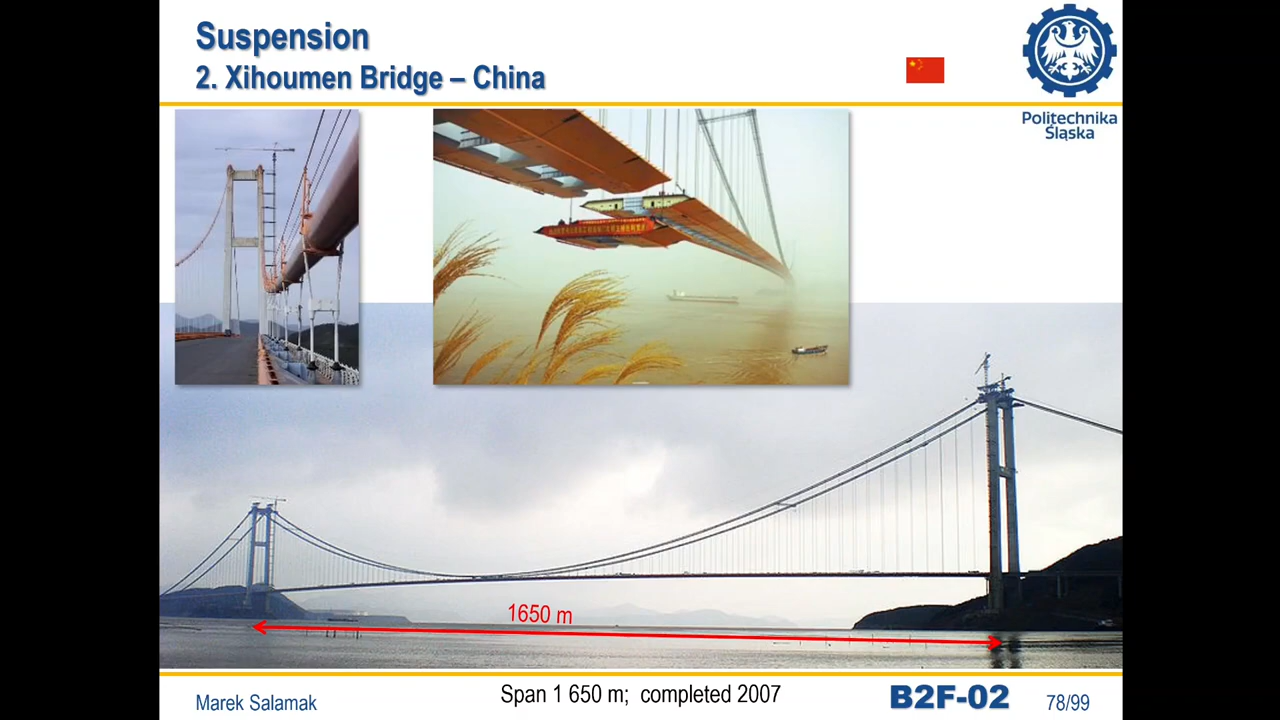 Suspension
2. Xihoumen Bridge – China
Politechnika
Śląska
1650 m
Marek Salamak
Span 1 650 m; completed 2007
B2F-02
78/99